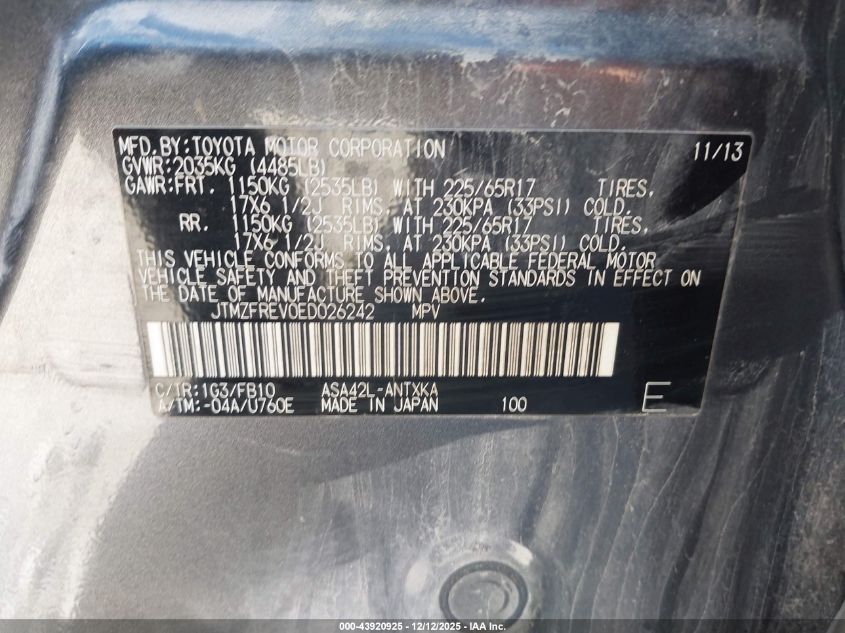 MFD.BY:TOYOTA MOTOR CORPORATION 11/13
GVWR:2035KG (4485LB)
GAWR:FRT. 1150KG (2535LB) WITH 225/65R17 TIRES,
17X6 1/2J RIMS, AT 230KPA (33PSI) COLD.
RR. 1150KG (2535LB) WITH 225/65R17 TIRES,
17X6 1/2J RIMS, AT 230KPA (33PSI) COLD.
THIS VEHICLE CONFORMS TO ALL APPLICABLE FEDERAL MOTOR
VEHICLE SAFETY AND THEFT PREVENTION STANDARDS IN EFFECT ON
THE DATE OF MANUFACTURE SHOWN ABOVE.
JTMZFREV0ED026242 MPV
C/TR:1G3/FB10 ASA42L-ANTXKA
A/TM:-04A/U760E MADE IN JAPAN 100 E
000-43920925 - 12/12/2025 - IAA Inc.